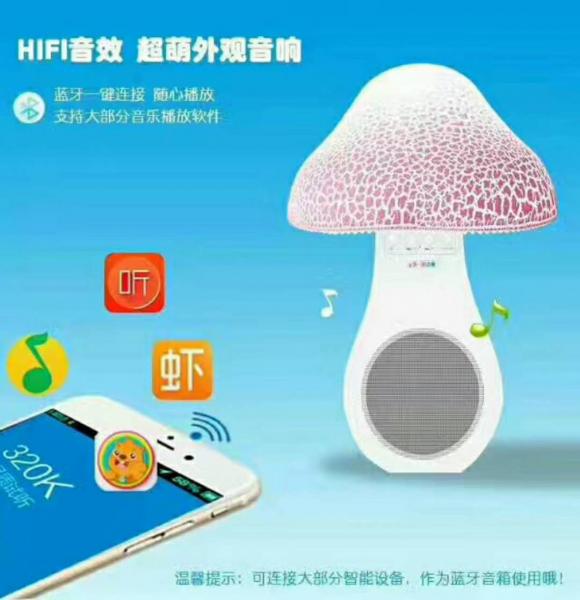 HIFI音效 超萌外观音响
蓝牙一键连接 随心播放
支持大部分音乐播放软件
听
虾
320K
58%
温馨提示：可连接大部分智能设备，作为蓝牙音箱使用哦！